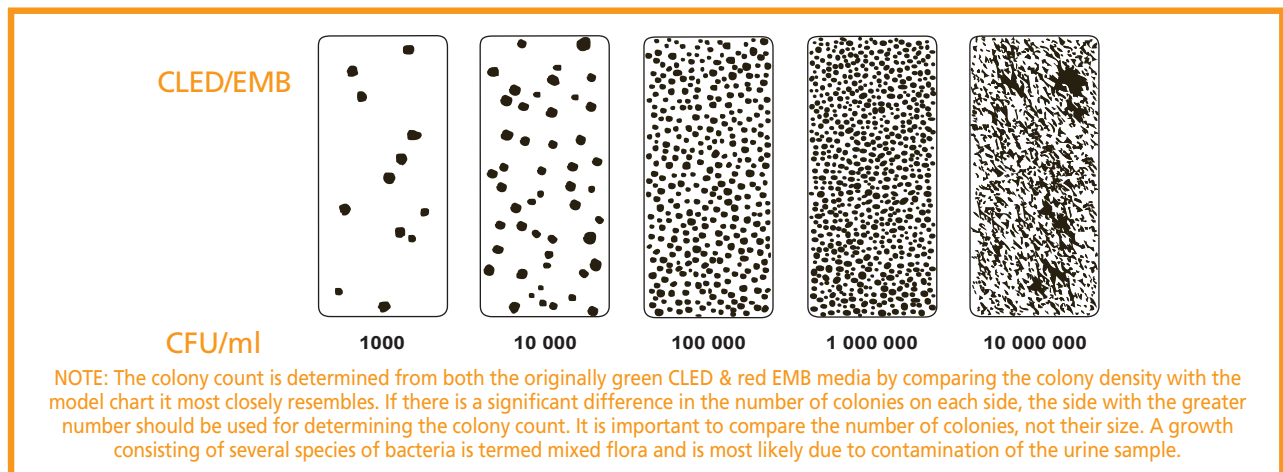 CLED/EMB
CFU/ml
1000
10 000
100 000
1 000 000
10 000 000
NOTE: The colony count is determined from both the originally green CLED & red EMB media by comparing the colony density with the
model chart it most closely resembles. If there is a significant difference in the number of colonies on each side, the side with the greater
number should be used for determining the colony count. It is important to compare the number of colonies, not their size. A growth
consisting of several species of bacteria is termed mixed flora and is most likely due to contamination of the urine sample.